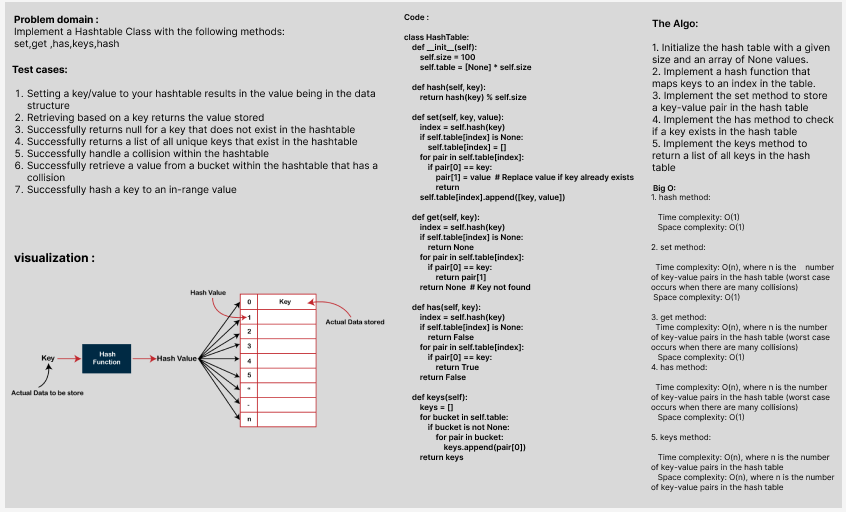 Problem domain :
Implement a Hashtable Class with the following methods:
set,get ,has,keys,hash
Test cases:
1. Setting a key/value to your hashtable results in the value being in the data
structure
2. Retrieving based on a key returns the value stored
3. Successfully returns null for a key that does not exist in the hashtable
4. Successfully returns a list of all unique keys that exist in the hashtable
5. Successfully handle a collision within the hashtable
6. Successfully retrieve a value from a bucket within the hashtable that has a
collision
7. Successfully hash a key to an in-range value
visualization :
Hash Value
Key
Actual Data stored
Key
Hash
Function
Hash Value
Actual Data to be store
0
1
2
3
4
5
"
-
n
Code :
class HashTable:
def __init__(self):
self.size = 100
self.table = [None] * self.size
def hash(self, key):
return hash(key) % self.size
def set(self, key, value):
index = self.hash(key)
if self.table[index] is None:
self.table[index] = []
for pair in self.table[index]:
if pair[0] == key:
pair[1] = value # Replace value if key already exists
return
self.table[index].append([key, value])
def get(self, key):
index = self.hash(key)
if self.table[index] is None:
return None
for pair in self.table[index]:
if pair[0] == key:
return pair[1]
return None # Key not found
def has(self, key):
index = self.hash(key)
if self.table[index] is None:
return False
for pair in self.table[index]:
if pair[0] == key:
return True
return False
def keys(self):
keys = []
for bucket in self.table:
if bucket is not None:
for pair in bucket:
keys.append(pair[0])
return keys
The Algo:
1. Initialize the hash table with a given
size and an array of None values.
2. Implement a hash function that
maps keys to an index in the table.
3. Implement the set method to store
a key-value pair in the hash table
4. Implement the has method to check
if a key exists in the hash table
5. Implement the keys method to
return a list of all keys in the hash
table
Big O:
1. hash method:
Time complexity: O(1)
Space complexity: O(1)
2. set method:
Time complexity: O(n), where n is the number
of key-value pairs in the hash table (worst case
occurs when there are many collisions)
Space complexity: O(1)
3. get method:
Time complexity: O(n), where n is the number
of key-value pairs in the hash table (worst case
occurs when there are many collisions)
Space complexity: O(1)
4. has method:
Time complexity: O(n), where n is the number
of key-value pairs in the hash table (worst case
occurs when there are many collisions)
Space complexity: O(1)
5. keys method:
Time complexity: O(n), where n is the number
of key-value pairs in the hash table
Space complexity: O(n), where n is the number
of key-value pairs in the hash table